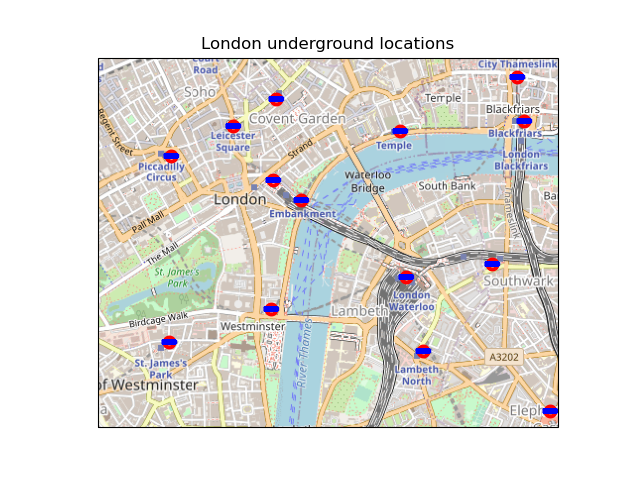 London underground locations
Court
Road
City Thameslink
Soho
Temple
Regent Street
Covent Garden
Blackfriars
Leicester
Square
Strand
Temple
Blackfriars
Piccadilly
Circus
London
Blackfriars
Waterloo
Bridge
South Bank
London
Ba
Pall Mall
Embankment
Thameslink
The Mall
St. James's
Park
Southwark
London
Waterloo
Lambeth
Birdcage Walk
Westminster
River Thames
St. James's
Park
A3202
Lambeth
North
of Westminster
Eleph
a